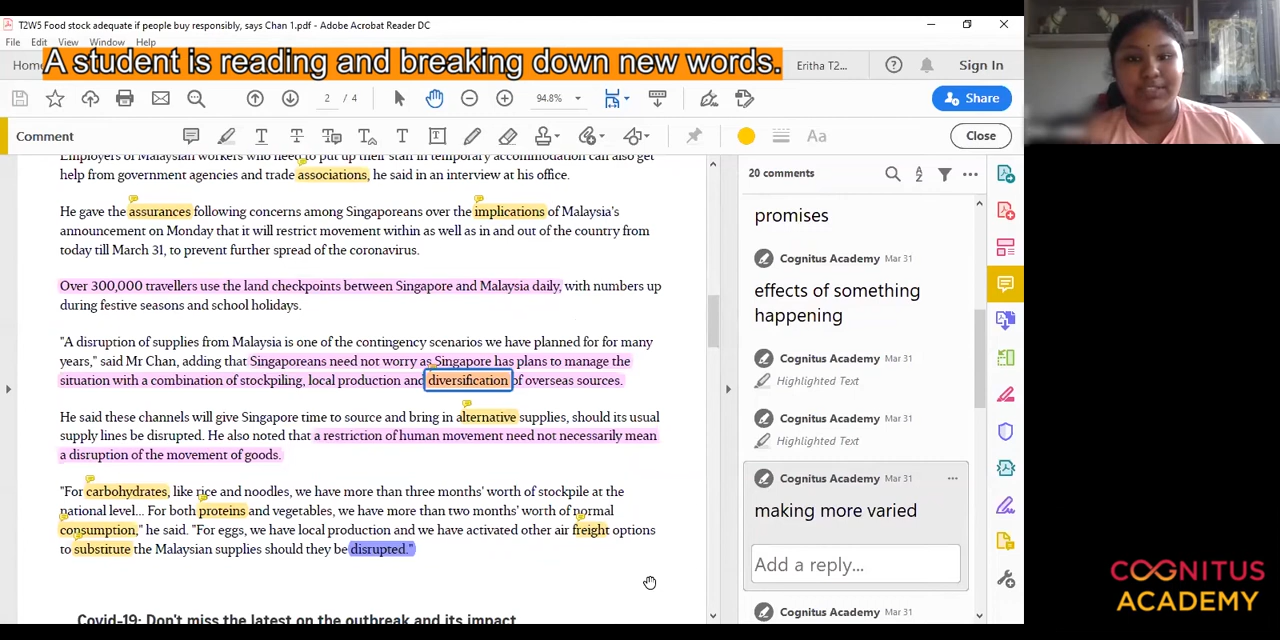 T2W5 Food stock adequate if people buy responsibly, says Chan 1.pdf - Adobe Acrobat Reader DC
File Edit View Window Help
A student is reading and breaking down new words.
Hom
Eritha T2...
Sign In
2 / 4
94.8%
Share
Comment
Aa
Close
Employers of Malaysian workers who need to put up their staff in temporary accommodation can also get
help from government agencies and trade associations, he said in an interview at his office.
He gave the assurances following concerns among Singaporeans over the implications of Malaysia's
announcement on Monday that it will restrict movement within as well as in and out of the country from
today till March 31, to prevent further spread of the coronavirus.
Over 300,000 travellers use the land checkpoints between Singapore and Malaysia daily, with numbers up
during festive seasons and school holidays.
"A disruption of supplies from Malaysia is one of the contingency scenarios we have planned for for many
years," said Mr Chan, adding that Singaporeans need not worry as Singapore has plans to manage the
situation with a combination of stockpiling, local production and diversification of overseas sources.
He said these channels will give Singapore time to source and bring in alternative supplies, should its usual
supply lines be disrupted. He also noted that a restriction of human movement need not necessarily mean
a disruption of the movement of goods.
"For carbohydrates, like rice and noodles, we have more than three months' worth of stockpile at the
national level... For both proteins and vegetables, we have more than two months' worth of normal
consumption," he said. "For eggs, we have local production and we have activated other air freight options
to substitute the Malaysian supplies should they be disrupted."
Covid-19: Don't miss the latest on the outbreak and its impact
20 comments
promises
Cognitus Academy Mar 31
effects of something
happening
Cognitus Academy Mar 31
Highlighted Text
Cognitus Academy Mar 31
Highlighted Text
Cognitus Academy Mar 31
making more varied
Add a reply...
Cognitus Academy Mar 31
COGNITUS
ACADEMY